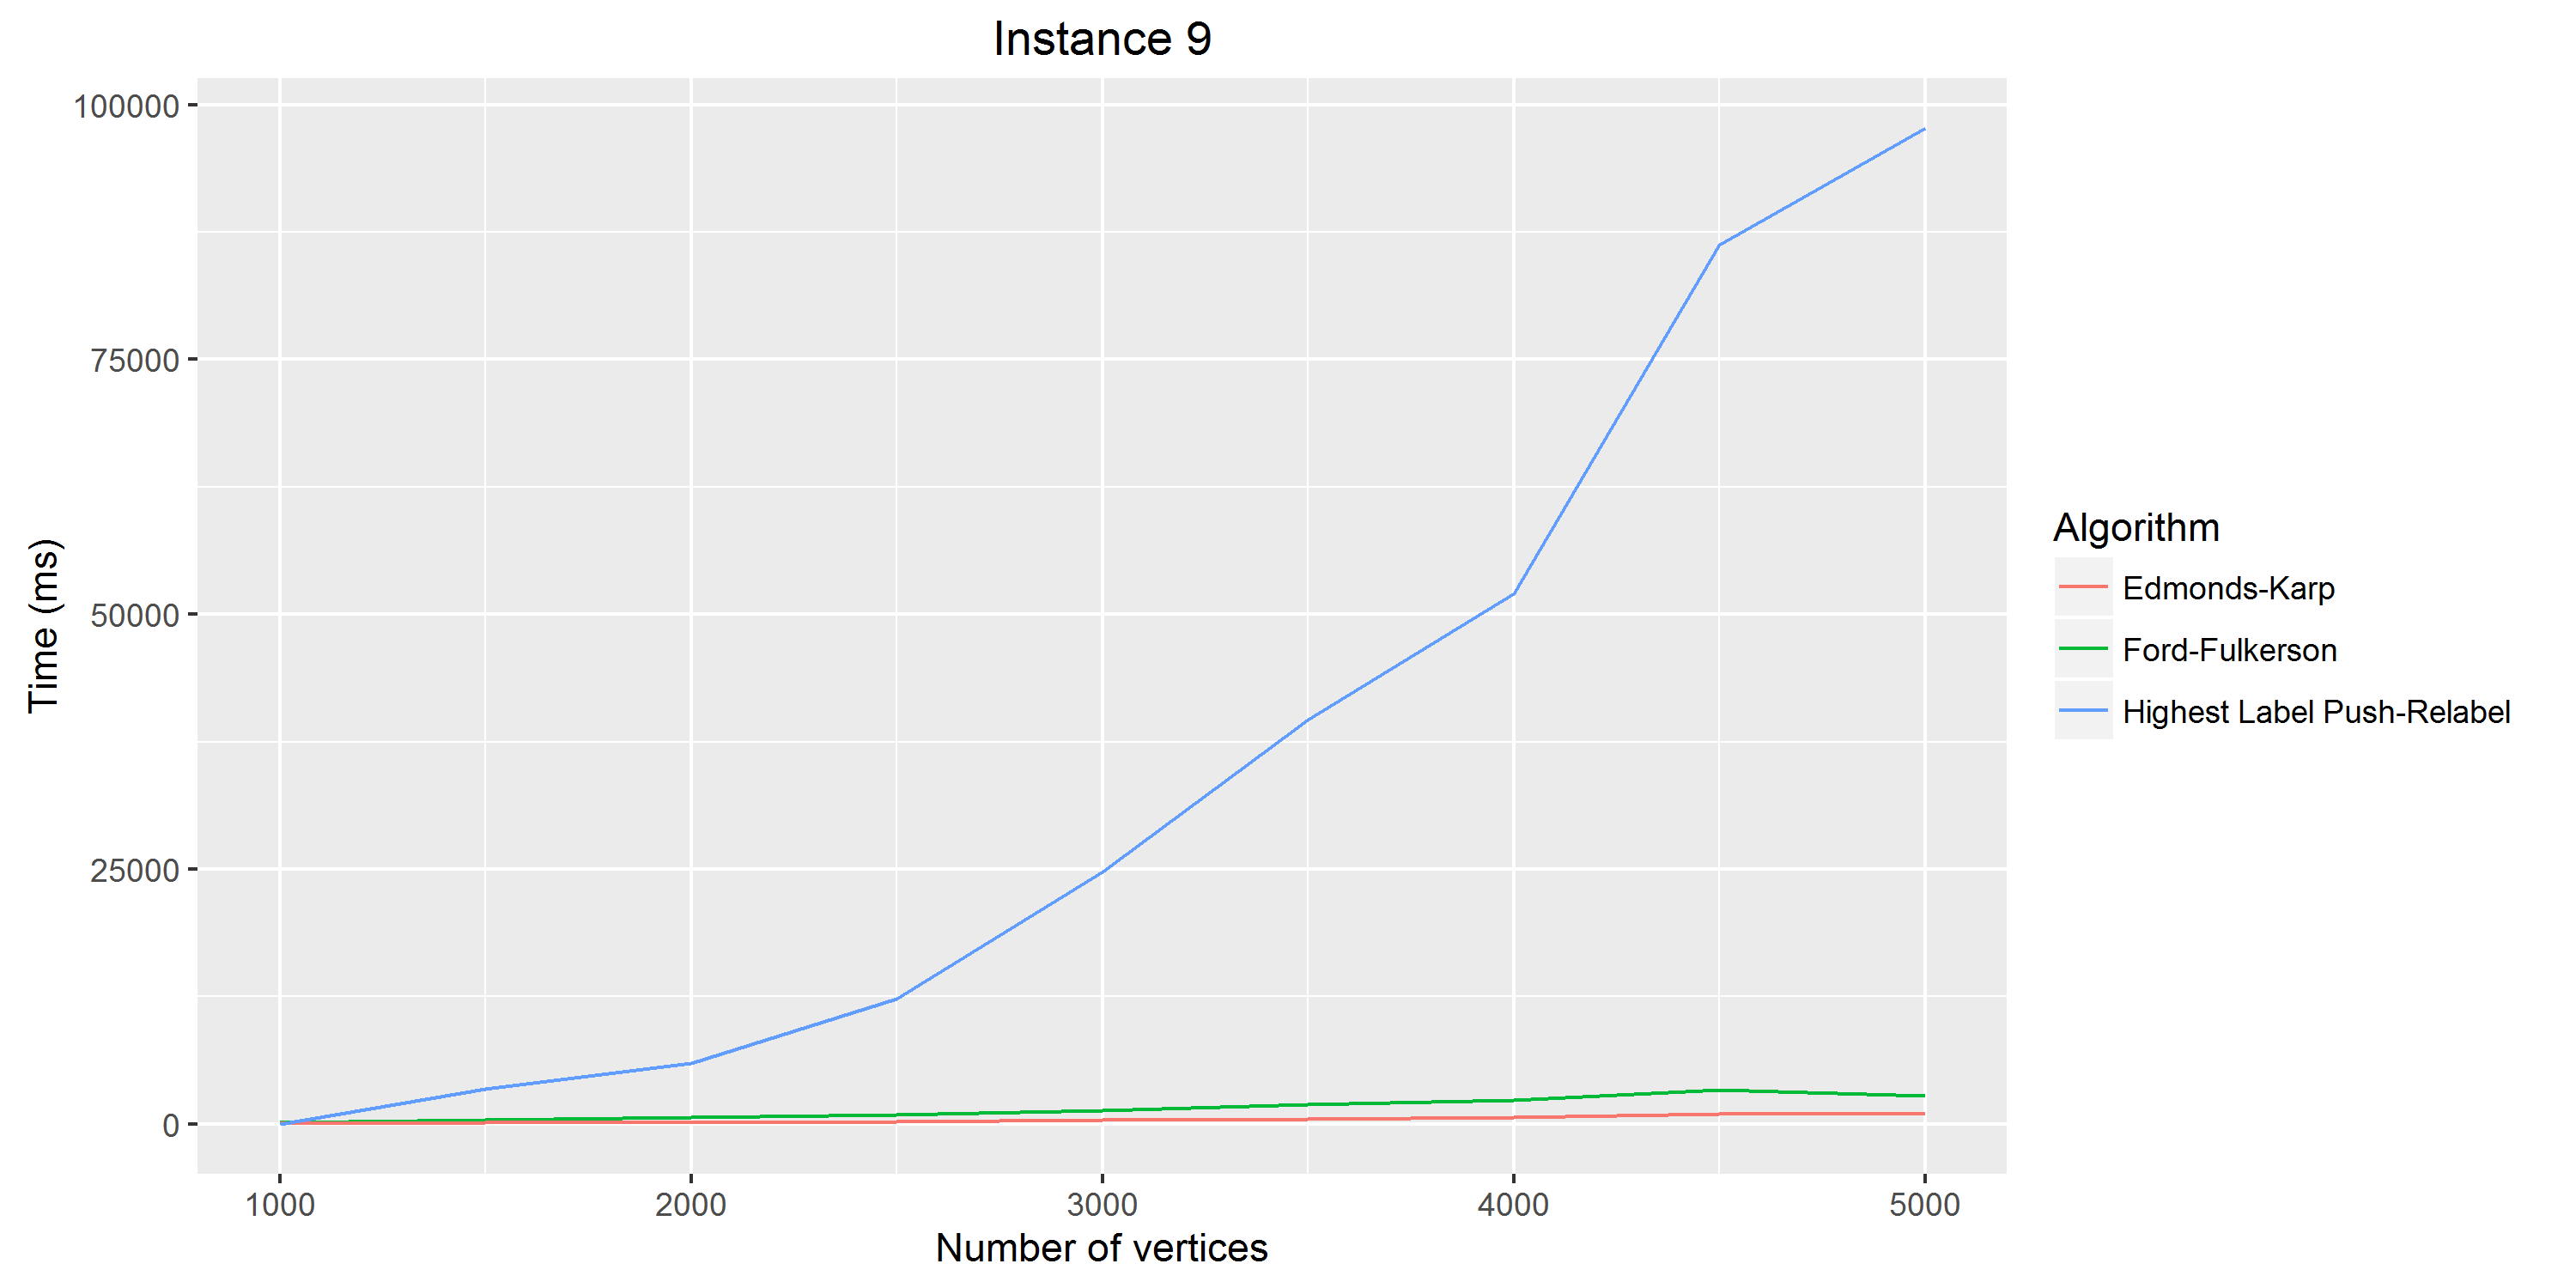 Instance 9
100000
75000
50000
25000
0
Time (ms)
1000 2000 3000 4000 5000
Number of vertices
Algorithm
Edmonds-Karp
Ford-Fulkerson
Highest Label Push-Relabel